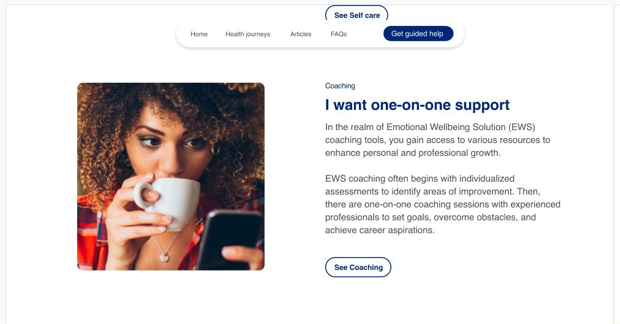 See Self care
Home
Health journeys
Articles
FAQs
Get guided help
Coaching
I want one-on-one support
In the realm of Emotional Wellbeing Solution (EWS)
coaching tools, you gain access to various resources to
enhance personal and professional growth.
EWS coaching often begins with individualized
assessments to identify areas of improvement. Then,
there are one-on-one coaching sessions with experienced
professionals to set goals, overcome obstacles, and
achieve career aspirations.
See Coaching